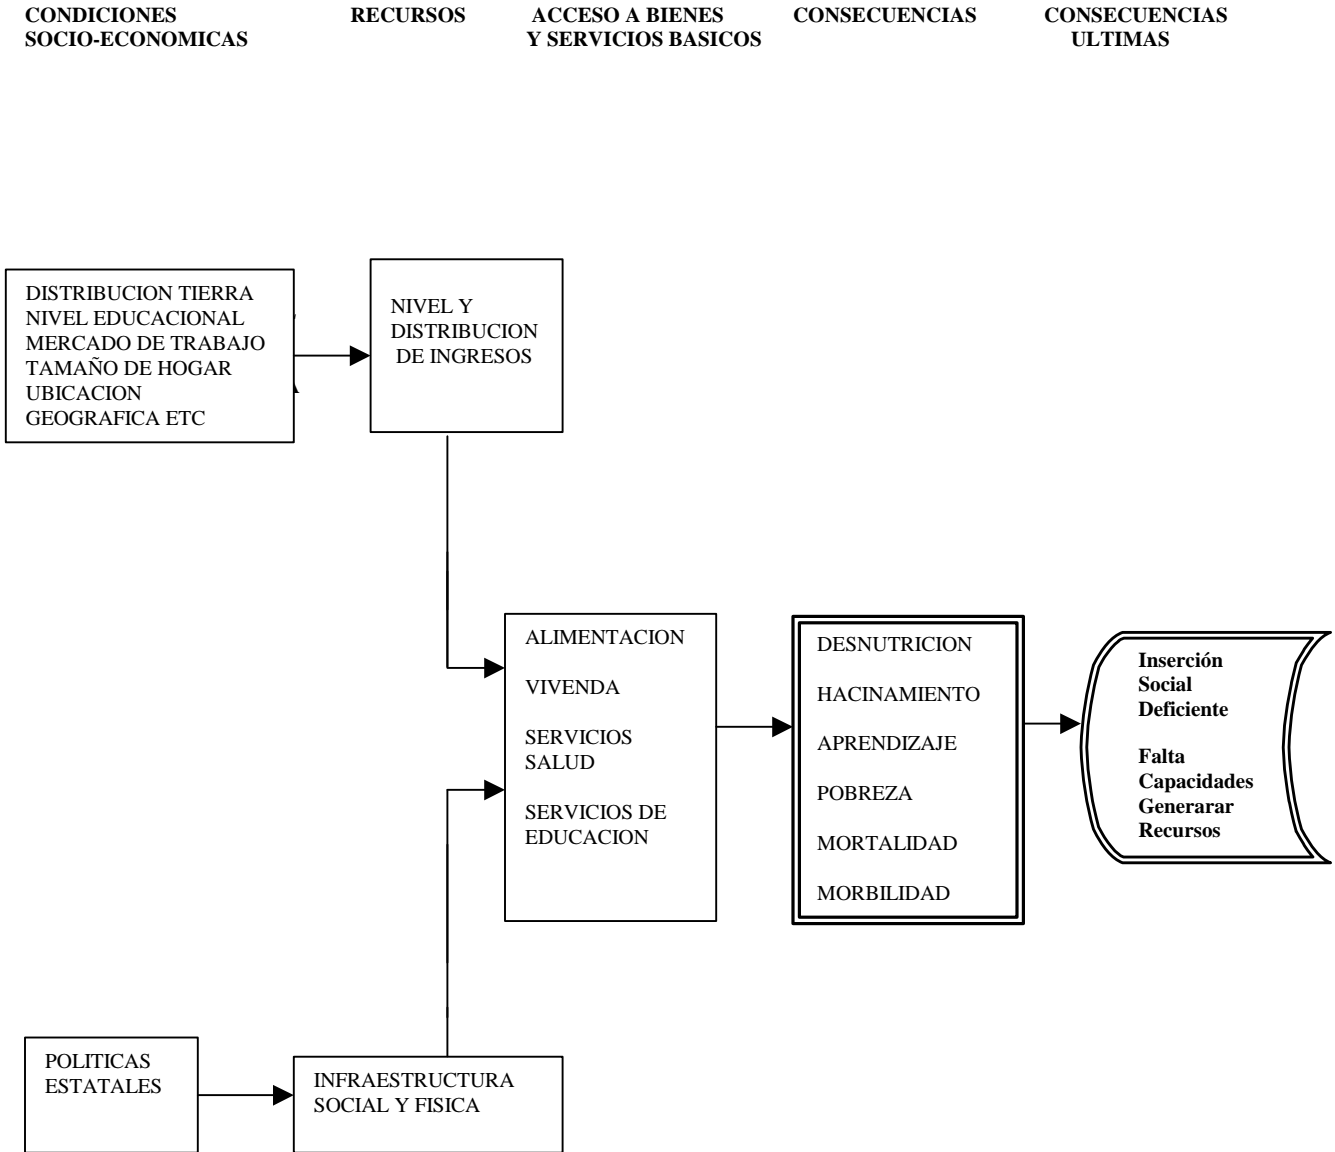 CONDICIONES
SOCIO-ECONOMICAS
RECURSOS
ACCESO A BIENES
Y SERVICIOS BASICOS
CONSECUENCIAS
CONSECUENCIAS
ULTIMAS
DISTRIBUCION TIERRA
NIVEL EDUCACIONAL
MERCADO DE TRABAJO
TAMAÑO DE HOGAR
UBICACION
GEOGRAFICA ETC
NIVEL Y
DISTRIBUCION
DE INGRESOS
ALIMENTACION
VIVENDA
SERVICIOS
SALUD
SERVICIOS DE
EDUCACION
DESNUTRICION
HACINAMIENTO
APRENDIZAJE
POBREZA
MORTALIDAD
MORBILIDAD
Inserción
Social
Deficiente
Falta
Capacidades
Generarar
Recursos
POLITICAS
ESTATALES
INFRAESTRUCTURA
SOCIAL Y FISICA